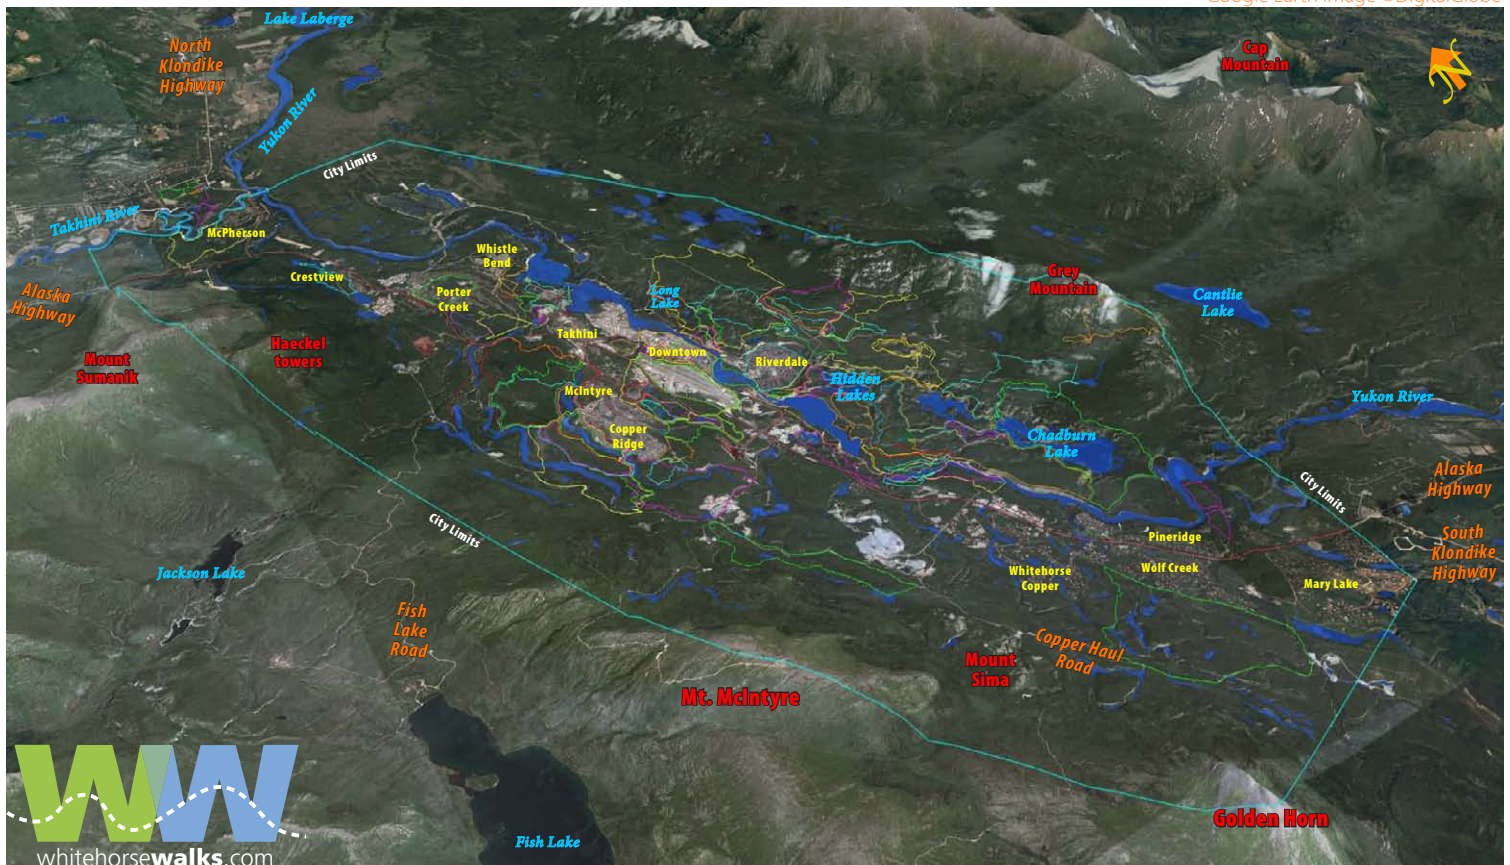 Google Earth Image ©DigitalGlobe
Lake Laberge
North
Klondike
Highway
Cap
Mountain
N
Yukon River
City Limits
Takhini River
McPherson
Whistle
Bend
Crestview
Porter
Creek
Long
Lake
Grey
Mountain
Cantlie
Lake
Alaska
Highway
Takhini
Haeckel
towers
Mount
Sumanik
Downtown
Riverdale
McIntyre
Hidden
Lakes
Yukon River
Copper
Ridge
Chadburn
Lake
Alaska
Highway
City Limits
City Limits
Pineridge
South
Klondike
Highway
Jackson Lake
Whitehorse
Copper
Wolf Creek
Mary Lake
Fish
Lake
Road
Copper Haul
Road
Mount
Sima
Mt. McIntyre
WW
Golden Horn
Fish Lake
whitehorsewalks.com